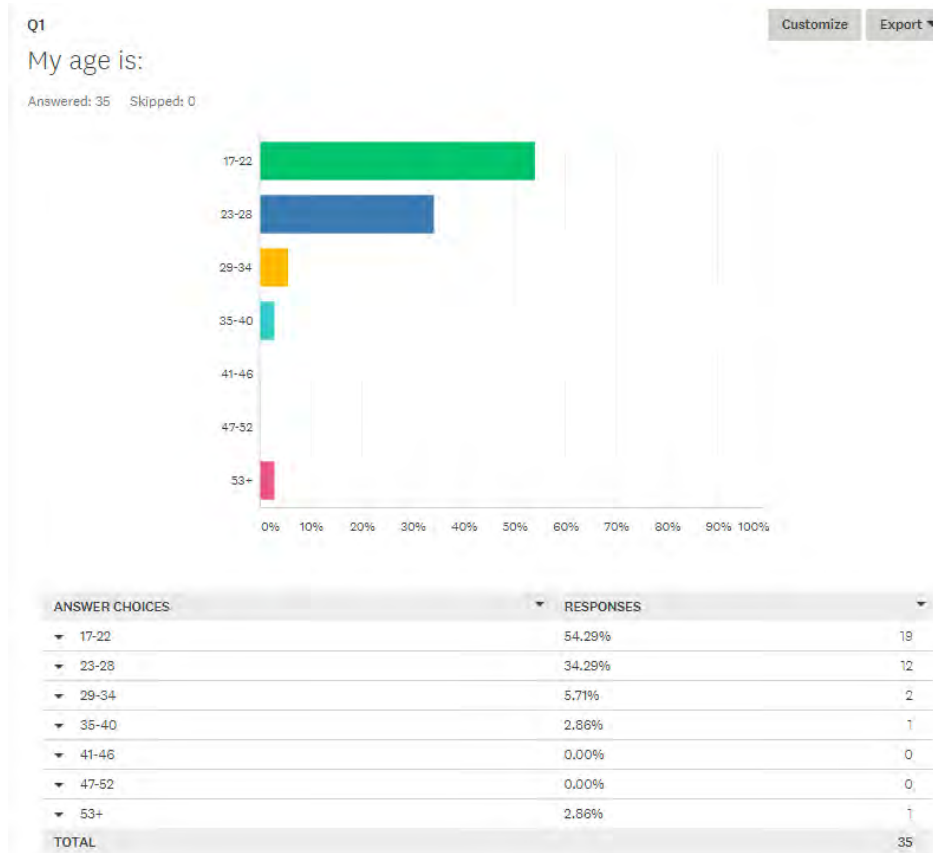 Q1
Customize
Export
My age is:
Answered: 35 Skipped: 0
17-22
23-28
29-34
35-40
41-46
47-52
53+
0% 10% 20% 30% 40% 50% 60% 70% 80% 90% 100%
ANSWER CHOICES RESPONSES
17-22 54.29% 19
23-28 34.29% 12
29-34 5.71% 2
35-40 2.86% 1
41-46 0.00% 0
47-52 0.00% 0
53+ 2.86% 1
TOTAL 35